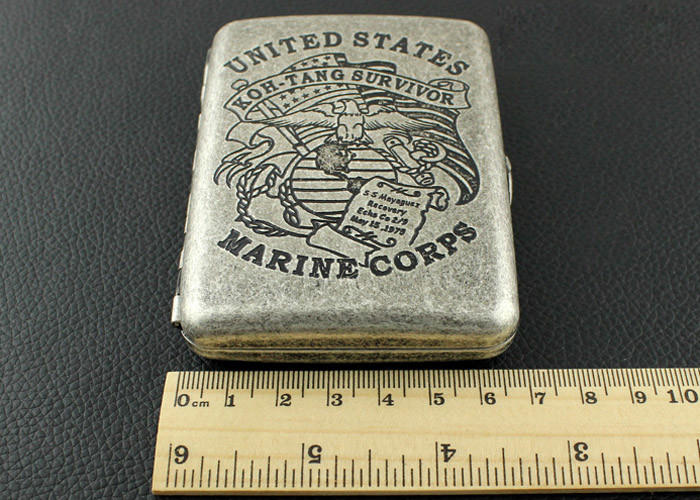 UNITED STATES
KOH-TANG SURVIVOR
S S Mayaguez
Recovery
Echo Co 2/9
May 15 ,1975
MARINE CORPS
0cm 1 2 3 4 5 6 7 8 9 10
6 5 4 3